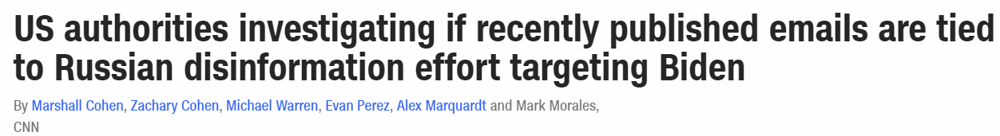 US authorities investigating if recently published emails are tied
to Russian disinformation effort targeting Biden
By Marshall Cohen, Zachary Cohen, Michael Warren, Evan Perez, Alex Marquardt and Mark Morales,
CNN